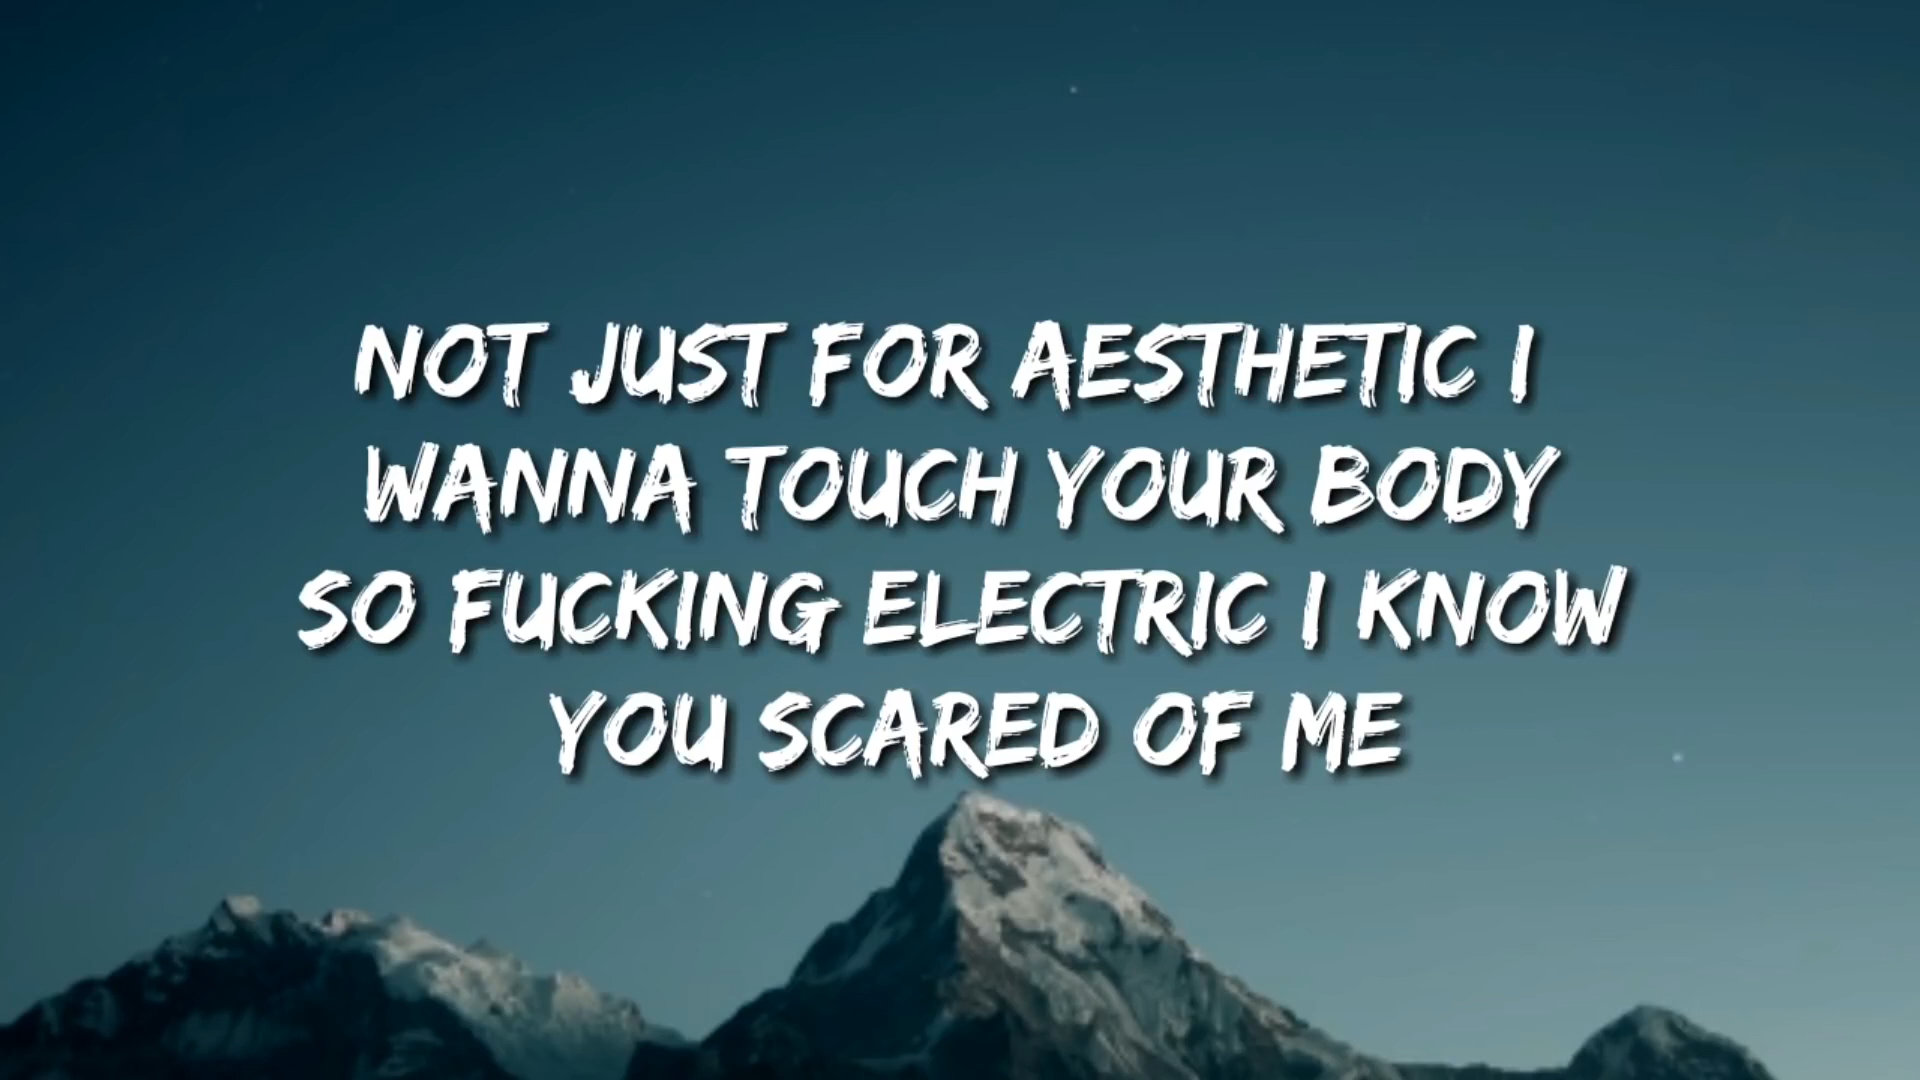 NOT JUST FOR AESTHETIC I
WANNA TOUCH YOUR BODY
SO FUCKING ELECTRIC I KNOW
YOU SCARED OF ME